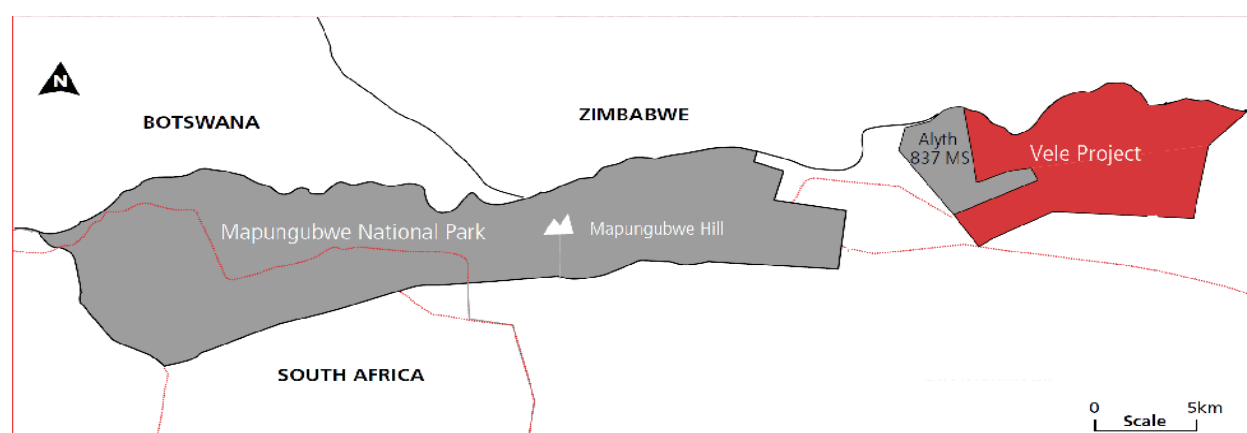 N
BOTSWANA
ZIMBABWE
Alyth
837 MS
Vele Project
Mapungubwe National Park
Mapungubwe Hill
SOUTH AFRICA
0 5km
Scale